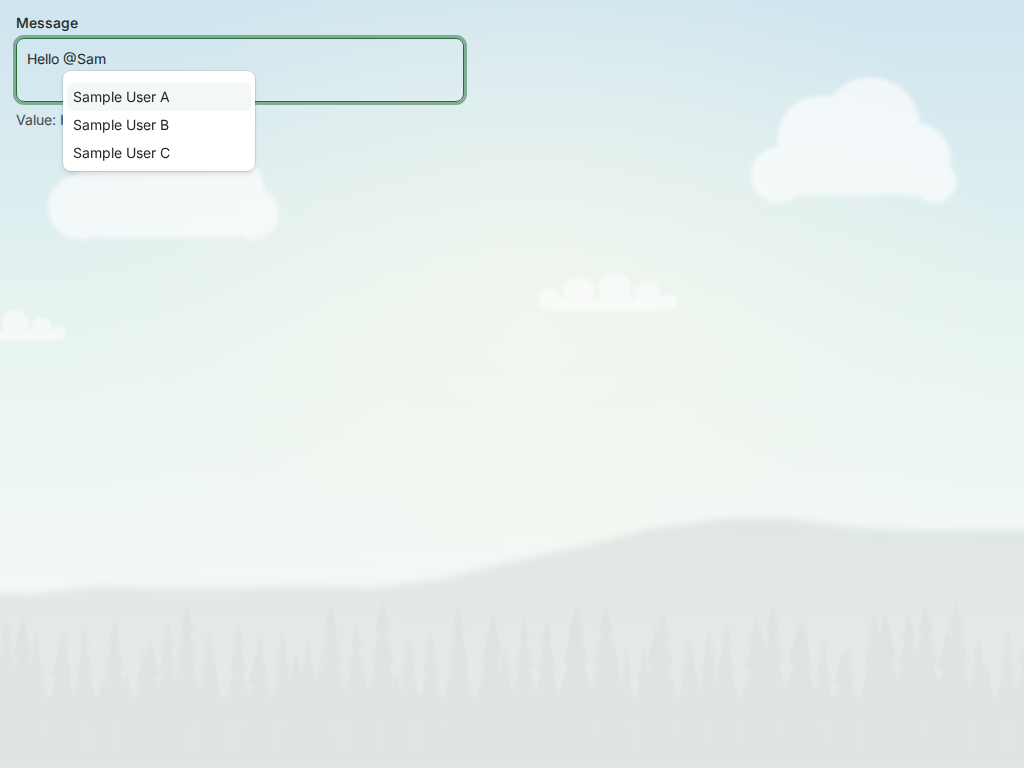 Message
Hello @Sam
Sample User A
Value:
Sample User B
Sample User C